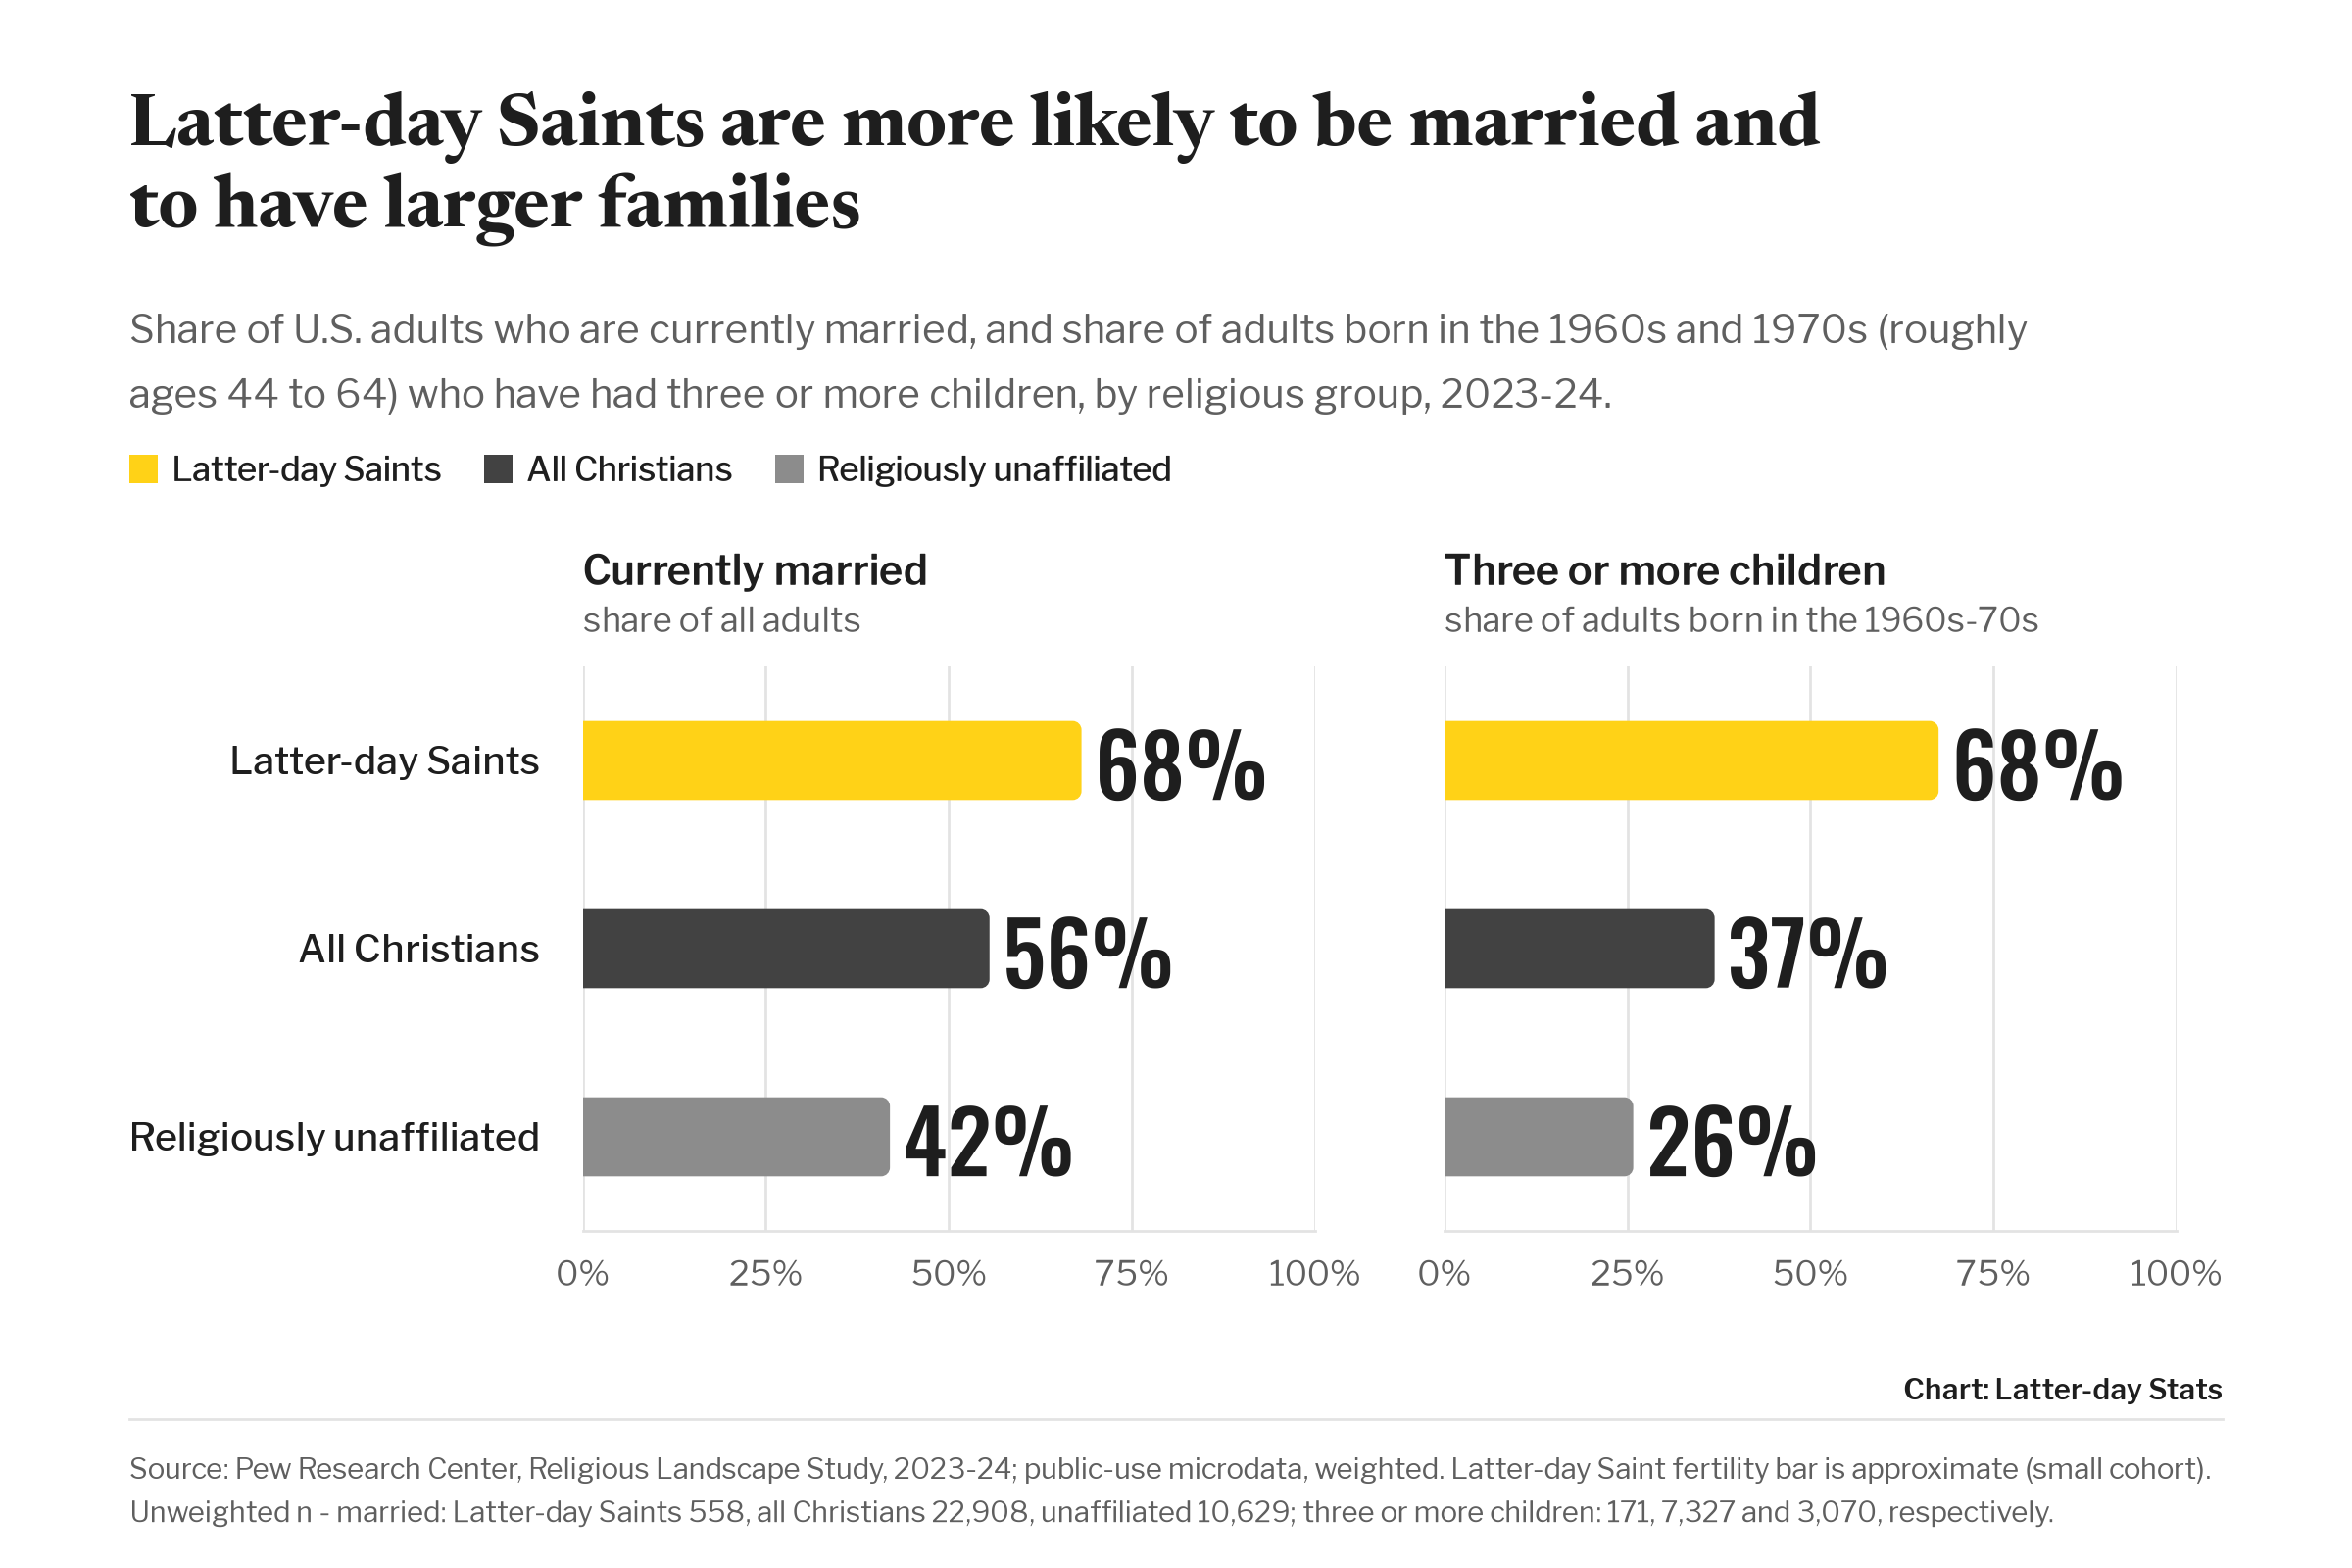 Latter-day Saints are more likely to be married and
to have larger families
Share of U.S. adults who are currently married, and share of adults born in the 1960s and 1970s (roughly
ages 44 to 64) who have had three or more children, by religious group, 2023-24.
Latter-day Saints All Christians Religiously unaffiliated
Currently married
share of all adults
Three or more children
share of adults born in the 1960s-70s
Latter-day Saints 68% 68%
All Christians 56% 37%
Religiously unaffiliated 42% 26%
0% 25% 50% 75% 100% 0% 25% 50% 75% 100%
Chart: Latter-day Stats
Source: Pew Research Center, Religious Landscape Study, 2023-24; public-use microdata, weighted. Latter-day Saint fertility bar is approximate (small cohort).
Unweighted n - married: Latter-day Saints 558, all Christians 22,908, unaffiliated 10,629; three or more children: 171, 7,327 and 3,070, respectively.